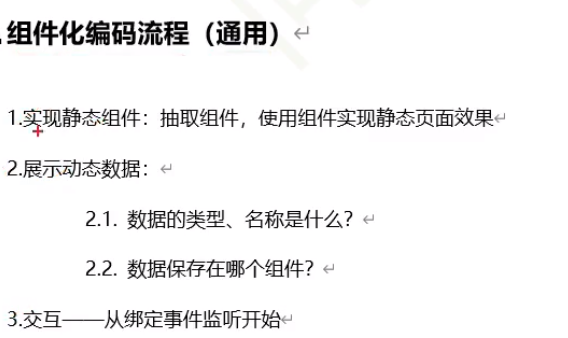 组件化编码流程（通用）
1.实现静态组件：抽取组件，使用组件实现静态页面效果
2.展示动态数据：
2.1. 数据的类型、名称是什么？
2.2. 数据保存在哪个组件？
3.交互——从绑定事件监听开始